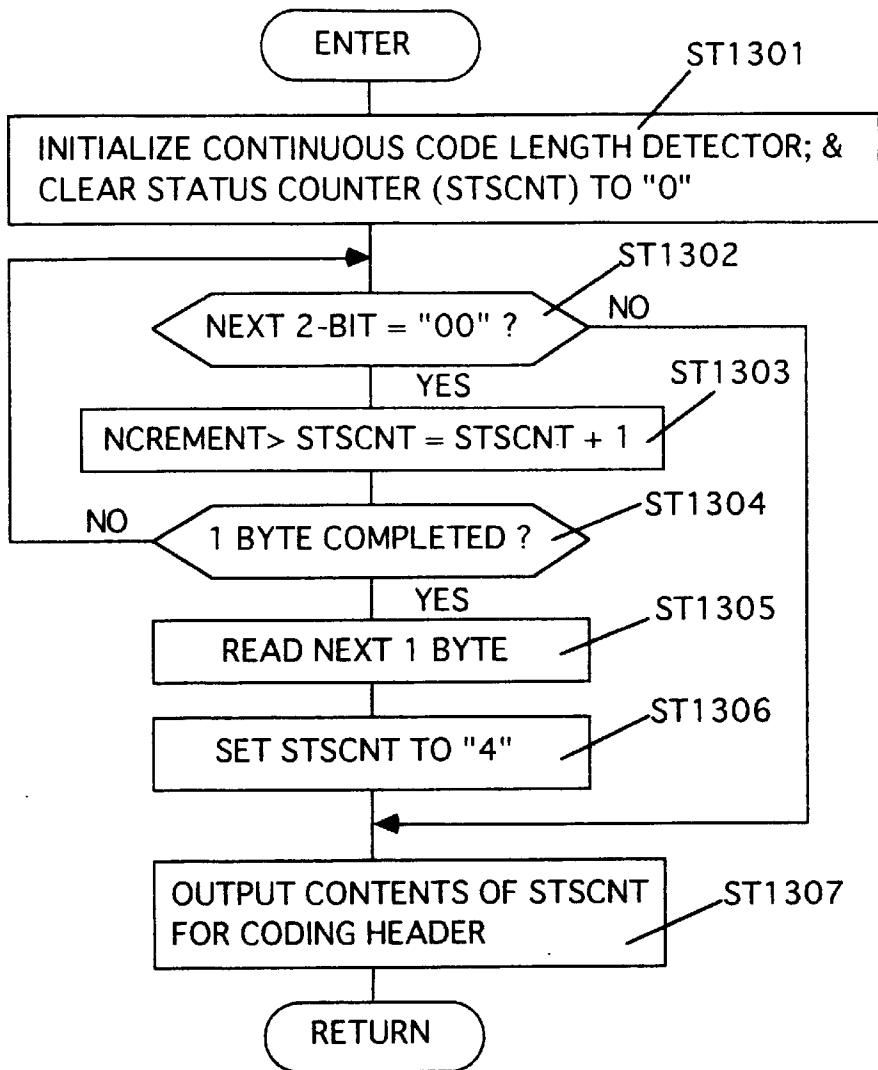 ENTER
ST1301
INITIALIZE CONTINUOUS CODE LENGTH DETECTOR; &
CLEAR STATUS COUNTER (STSCNT) TO "0"
ST1302
NEXT 2-BIT = "00" ?
NO
YES
ST1303
NCREMENT> STSCNT = STSCNT + 1
ST1304
NO
1 BYTE COMPLETED ?
YES
ST1305
READ NEXT 1 BYTE
ST1306
SET STSCNT TO "4"
OUTPUT CONTENTS OF STSCNT
FOR CODING HEADER
ST1307
RETURN